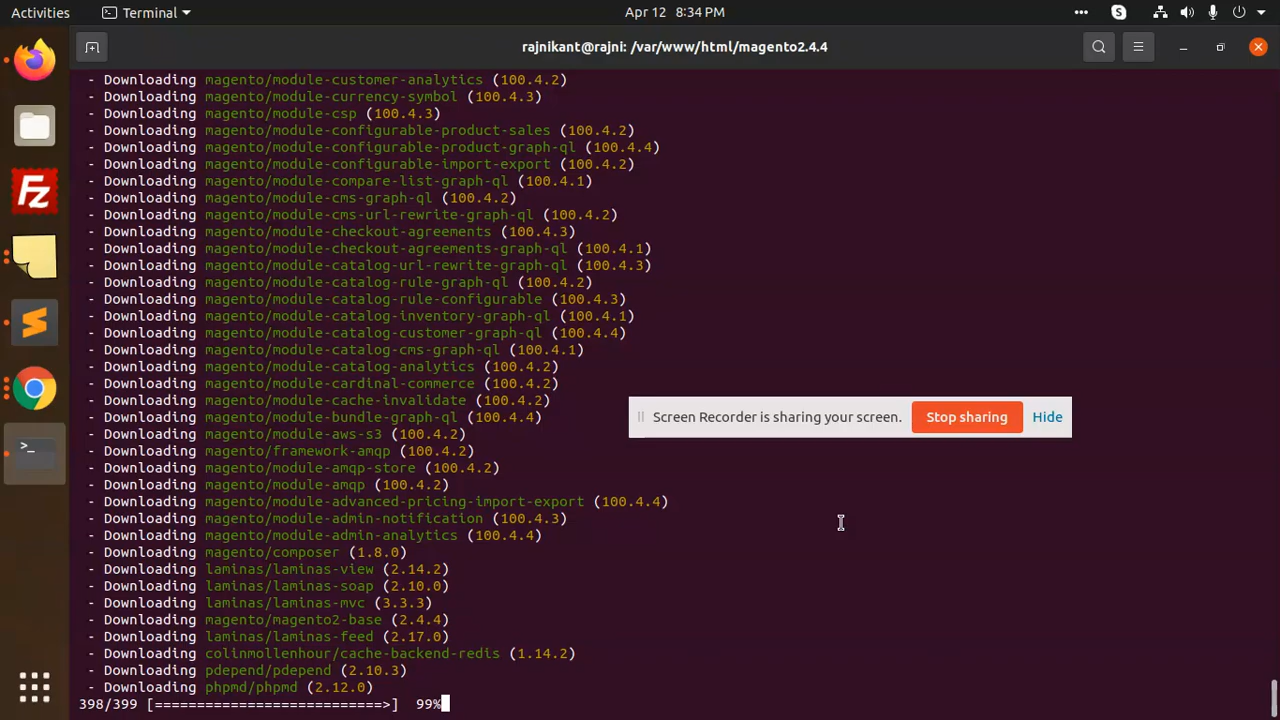 Activities
Terminal
Apr 12 8:34 PM
rajnikant@rajni: /var/www/html/magento2.4.4
- Downloading magento/module-customer-analytics (100.4.2)
- Downloading magento/module-currency-symbol (100.4.3)
- Downloading magento/module-csp (100.4.3)
- Downloading magento/module-configurable-product-sales (100.4.2)
- Downloading magento/module-configurable-product-graph-ql (100.4.4)
- Downloading magento/module-configurable-import-export (100.4.2)
- Downloading magento/module-compare-list-graph-ql (100.4.1)
- Downloading magento/module-cms-graph-ql (100.4.2)
- Downloading magento/module-cms-url-rewrite-graph-ql (100.4.2)
- Downloading magento/module-checkout-agreements (100.4.3)
- Downloading magento/module-checkout-agreements-graph-ql (100.4.1)
- Downloading magento/module-catalog-url-rewrite-graph-ql (100.4.3)
- Downloading magento/module-catalog-rule-graph-ql (100.4.2)
- Downloading magento/module-catalog-rule-configurable (100.4.3)
- Downloading magento/module-catalog-inventory-graph-ql (100.4.1)
- Downloading magento/module-catalog-customer-graph-ql (100.4.4)
- Downloading magento/module-catalog-cms-graph-ql (100.4.1)
- Downloading magento/module-catalog-analytics (100.4.2)
- Downloading magento/module-cardinal-commerce (100.4.2)
- Downloading magento/module-cache-invalidate (100.4.2)
- Downloading magento/module-bundle-graph-ql (100.4.4)
Screen Recorder is sharing your screen.
Stop sharing
Hide
- Downloading magento/module-aws-s3 (100.4.2)
- Downloading magento/framework-amqp (100.4.2)
- Downloading magento/module-amqp-store (100.4.2)
- Downloading magento/module-amqp (100.4.2)
- Downloading magento/module-advanced-pricing-import-export (100.4.4)
- Downloading magento/module-admin-notification (100.4.3)
- Downloading magento/module-admin-analytics (100.4.4)
- Downloading magento/composer (1.8.0)
- Downloading laminas/laminas-view (2.14.2)
- Downloading laminas/laminas-soap (2.10.0)
- Downloading laminas/laminas-mvc (3.3.3)
- Downloading magento/magento2-base (2.4.4)
- Downloading laminas/laminas-feed (2.17.0)
- Downloading colinmollenhour/cache-backend-redis (1.14.2)
- Downloading pdepend/pdepend (2.10.3)
- Downloading phpmd/phpmd (2.12.0)
398/399 [===========================>] 99%